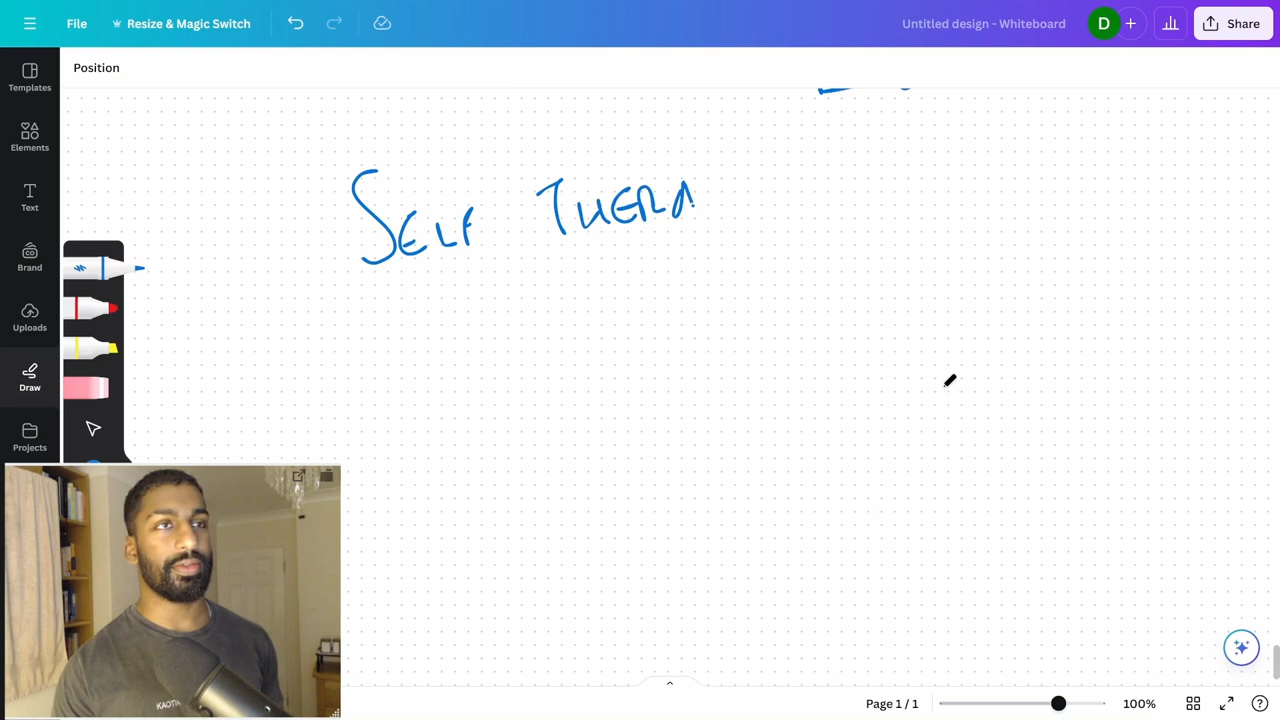 File
Resize & Magic Switch
Untitled design - Whiteboard
D
+
Share
Position
Templates
Elements
Text
Brand
Uploads
Draw
Projects
SELF THERA
Page 1 / 1
100%